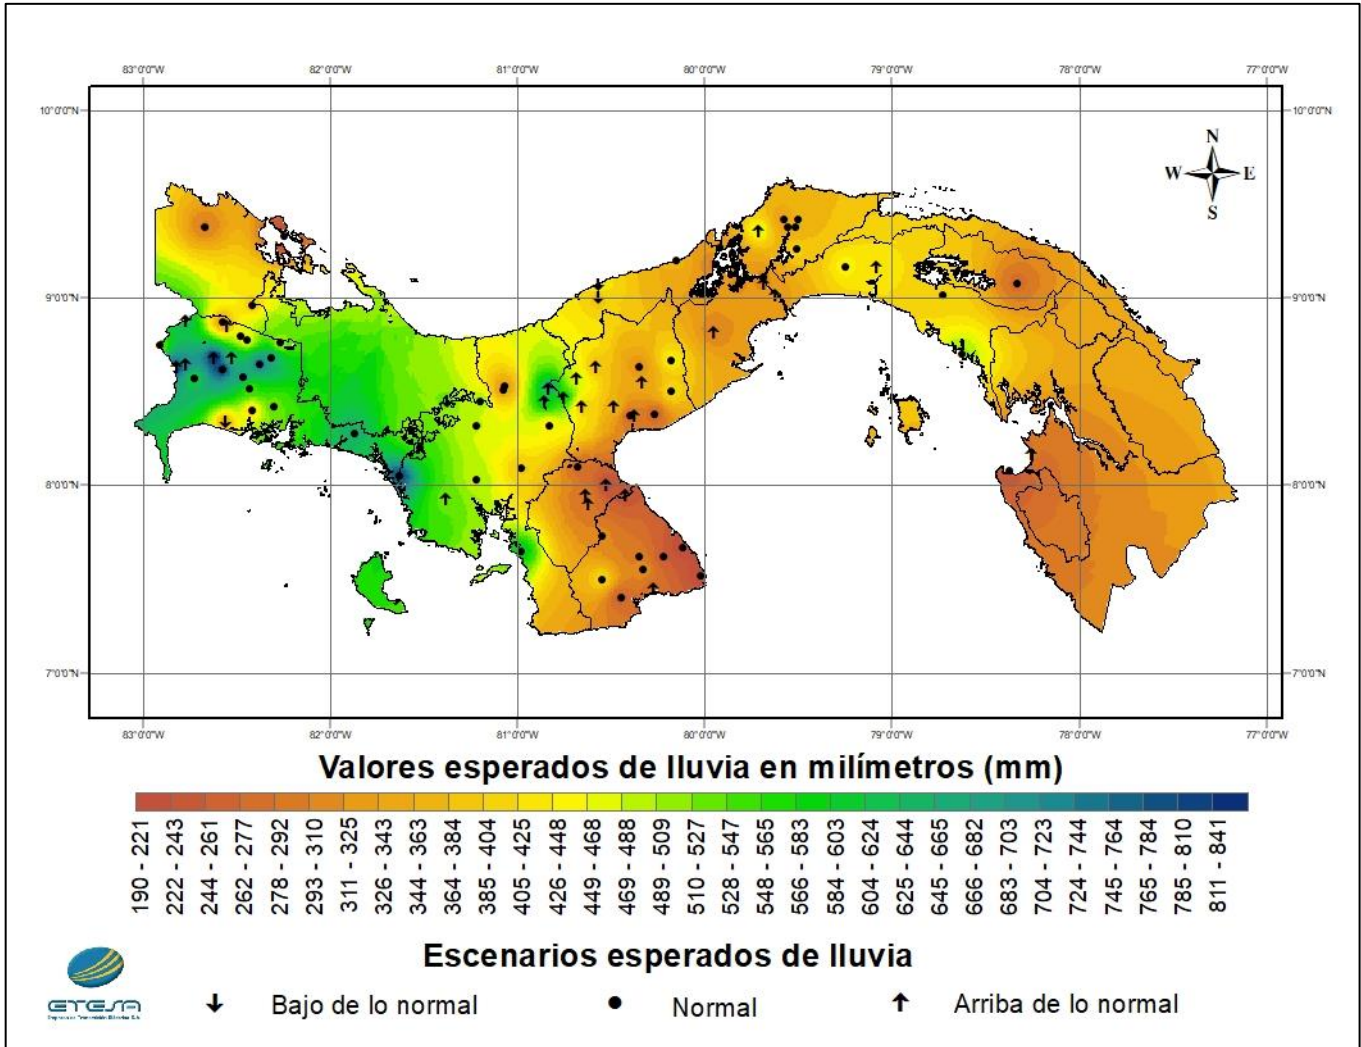 83°0'0"W 82°0'0"W 81°0'0"W 80°0'0"W 79°0'0"W 78°0'0"W 77°0'0"W
10°0'0"N 10°0'0"N
N
W E
S
9°0'0"N 9°0'0"N
8°0'0"N 8°0'0"N
7°0'0"N 7°0'0"N
83°0'0"W 82°0'0"W 81°0'0"W 80°0'0"W 79°0'0"W 78°0'0"W 77°0'0"W
Valores esperados de lluvia en milímetros (mm)
190 - 221
222 - 243
244 - 261
262 - 277
278 - 292
293 - 310
311 - 325
326 - 343
344 - 363
364 - 384
385 - 404
405 - 425
426 - 448
449 - 468
469 - 488
489 - 509
510 - 527
528 - 547
548 - 565
566 - 583
584 - 603
604 - 624
625 - 644
645 - 665
666 - 682
683 - 703
704 - 723
724 - 744
745 - 764
765 - 784
785 - 810
811 - 841
Escenarios esperados de lluvia
ETESA
Empresa de Transmisión Eléctrica S.A.
Bajo de lo normal
Normal
Arriba de lo normal